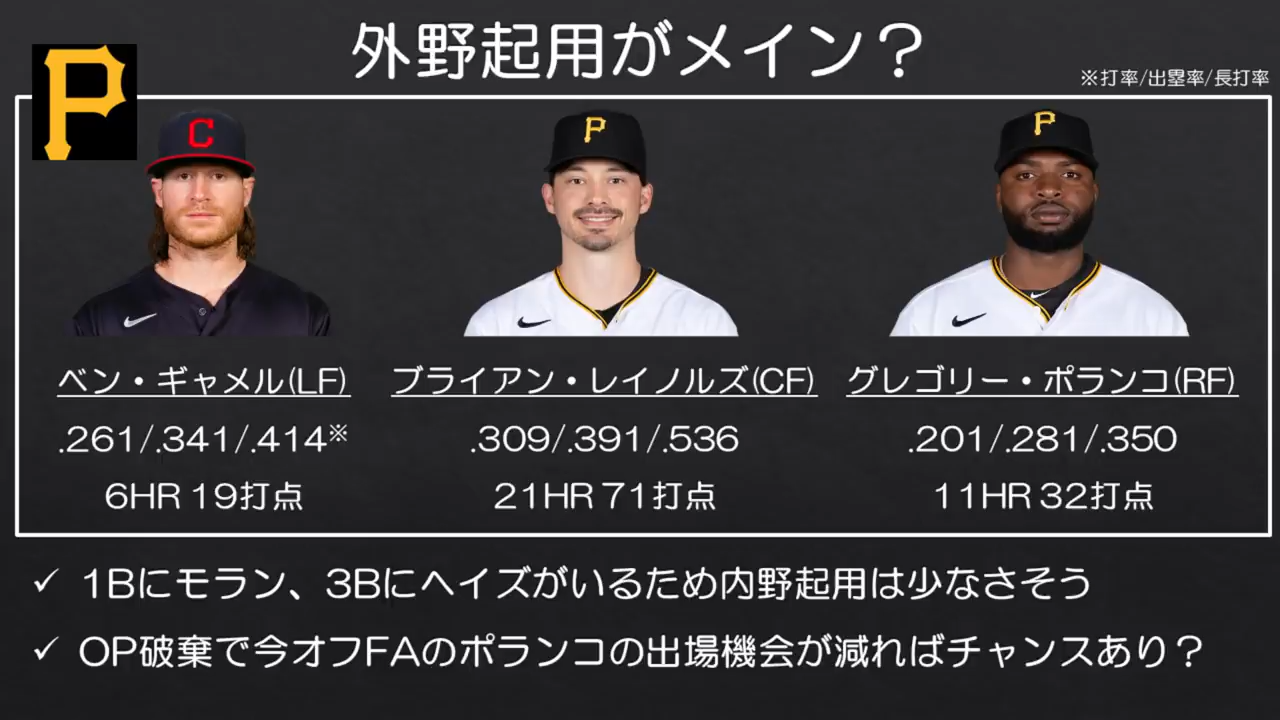 外野起用がメイン？
※打率/出塁率/長打率
P
C
P
P
ベン・ギャメル(LF)
ブライアン・レイノルズ(CF)
グレゴリー・ポランコ(RF)
.261/.341/.414※
.309/.391/.536
.201/.281/.350
6HR 19打点
21HR 71打点
11HR 32打点
✓ 1Bにモラン、3Bにヘイズがいるため内野起用は少なさそう
✓ OP破棄で今オフFAのポランコの出場機会が減ればチャンスあり？